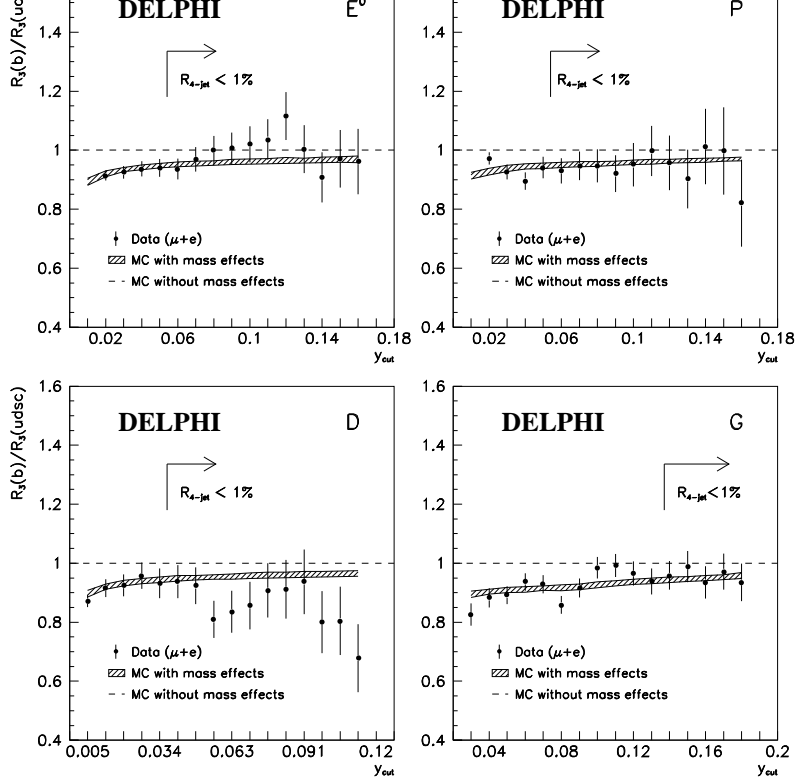 R₃(b)/R₃(ud
1.4
1.2
1
0.8
0.6
0.4
DELPHI
E⁰
R₄₋jet < 1%
Data (μ+e)
MC with mass effects
MC without mass effects
0.02 0.06 0.1 0.14 0.18
ycut
1.4
1.2
1
0.8
0.6
0.4
DELPHI
P
R₄₋jet < 1%
Data (μ+e)
MC with mass effects
MC without mass effects
0.02 0.06 0.1 0.14 0.18
ycut
R₃(b)/R₃(udsc)
1.6
1.4
1.2
1
0.8
0.6
0.4
DELPHI
D
R₄₋jet < 1%
Data (μ+e)
MC with mass effects
MC without mass effects
0.005 0.034 0.063 0.091 0.12
ycut
1.6
1.4
1.2
1
0.8
0.6
0.4
DELPHI
G
R₄₋jet<1%
Data (μ+e)
MC with mass effects
MC without mass effects
0.04 0.08 0.12 0.16 0.2
ycut